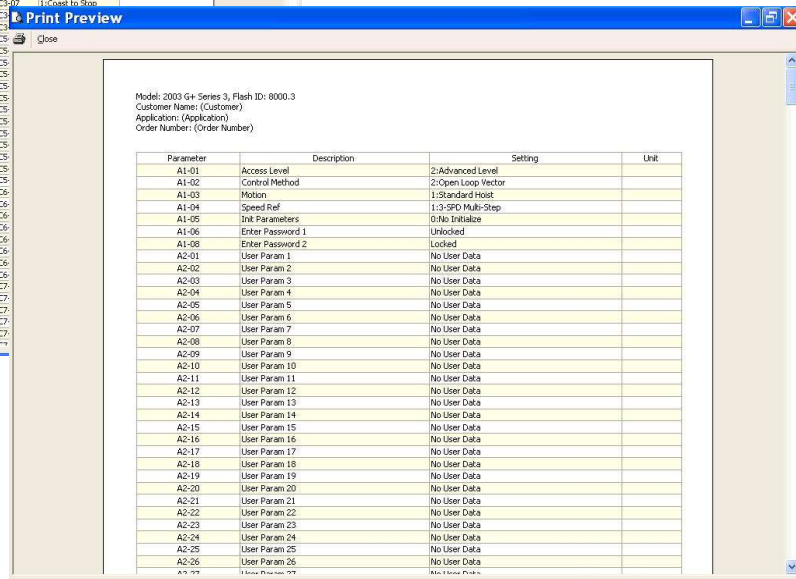 C3-07 1:Coast to Stop
Print Preview
Close
Model: 2003 G+ Series 3, Flash ID: 8000.3
Customer Name: (Customer)
Application: (Application)
Order Number: (Order Number)
Parameter Description Setting Unit
A1-01 Access Level 2:Advanced Level
A1-02 Control Method 2:Open Loop Vector
A1-03 Motion 1:Standard Hoist
A1-04 Speed Ref 1:3-SPD Multi-Step
A1-05 Init Parameters 0:No Initialize
A1-06 Enter Password 1 Unlocked
A1-08 Enter Password 2 Locked
A2-01 User Param 1 No User Data
A2-02 User Param 2 No User Data
A2-03 User Param 3 No User Data
A2-04 User Param 4 No User Data
A2-05 User Param 5 No User Data
A2-06 User Param 6 No User Data
A2-07 User Param 7 No User Data
A2-08 User Param 8 No User Data
A2-09 User Param 9 No User Data
A2-10 User Param 10 No User Data
A2-11 User Param 11 No User Data
A2-12 User Param 12 No User Data
A2-13 User Param 13 No User Data
A2-14 User Param 14 No User Data
A2-15 User Param 15 No User Data
A2-16 User Param 16 No User Data
A2-17 User Param 17 No User Data
A2-18 User Param 18 No User Data
A2-19 User Param 19 No User Data
A2-20 User Param 20 No User Data
A2-21 User Param 21 No User Data
A2-22 User Param 22 No User Data
A2-23 User Param 23 No User Data
A2-24 User Param 24 No User Data
A2-25 User Param 25 No User Data
A2-26 User Param 26 No User Data
A2-27 User Param 27 No User Data